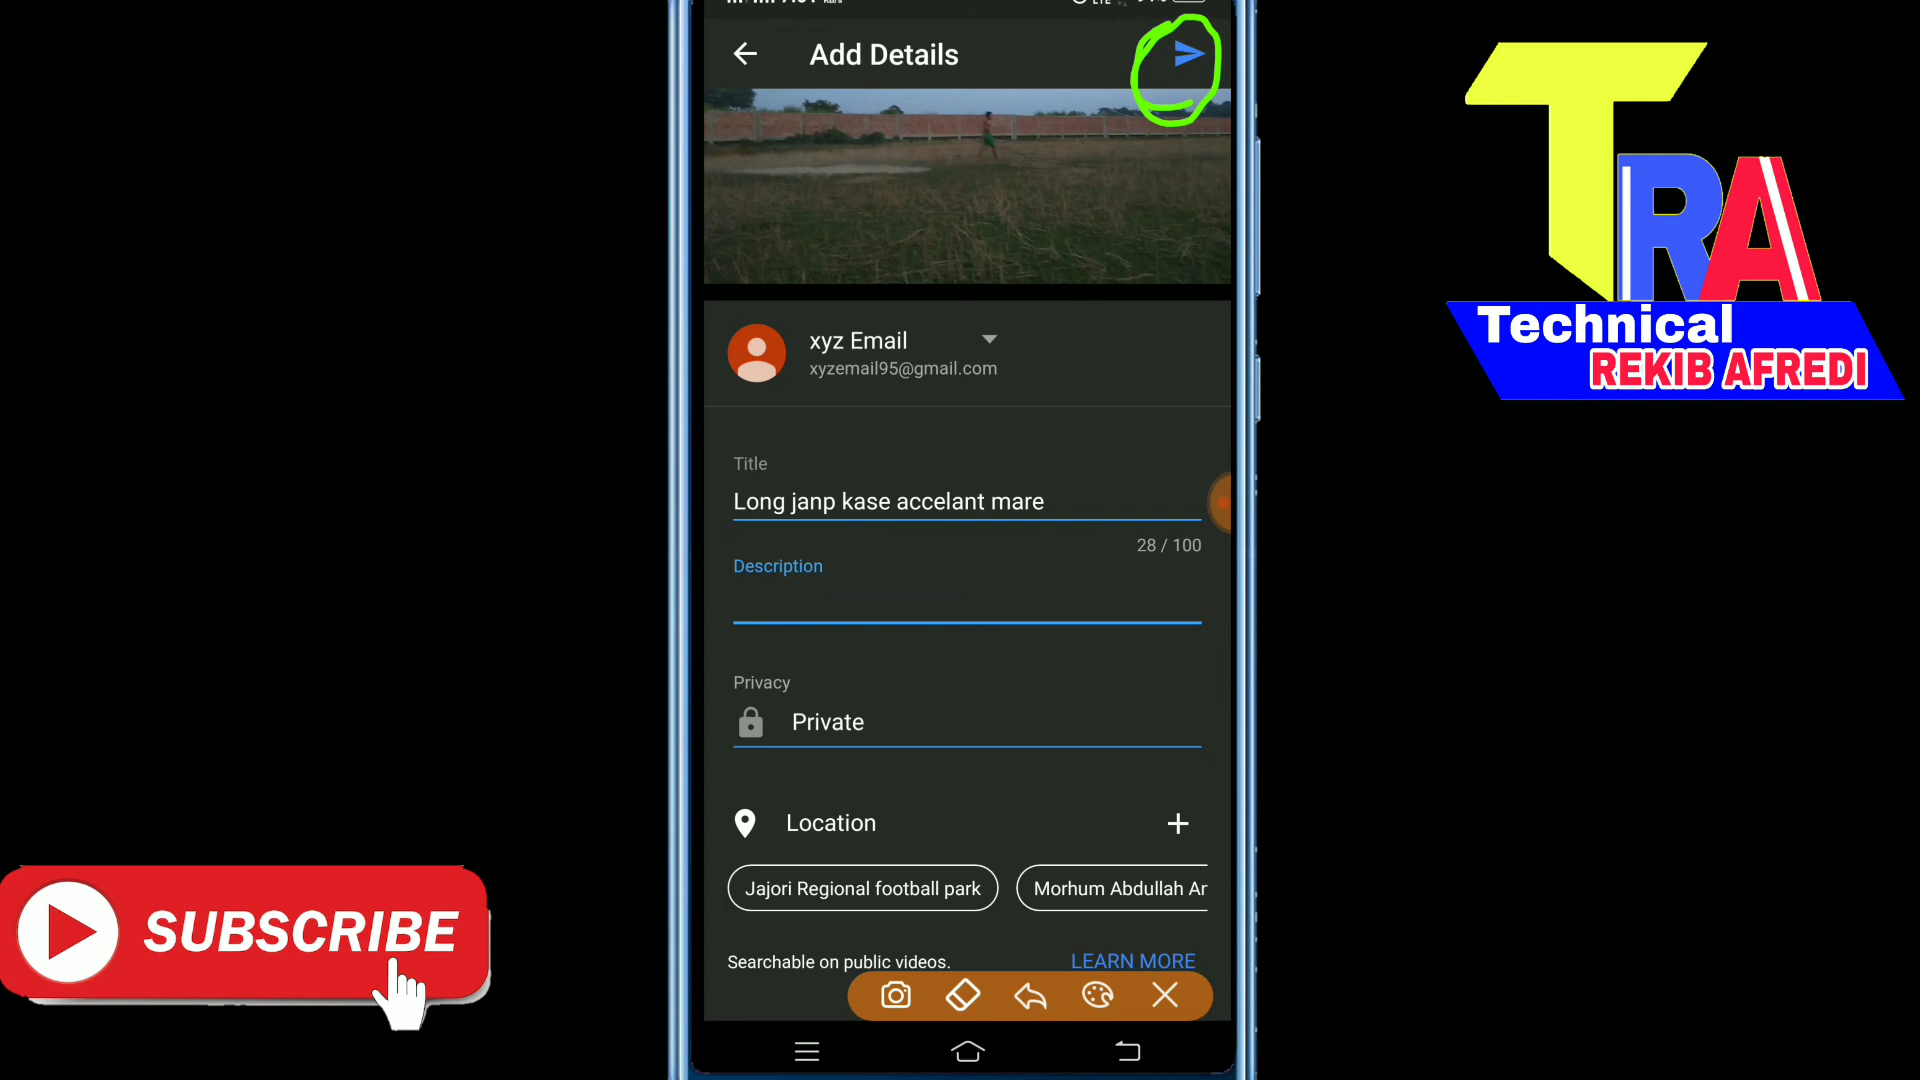 Add Details
xyz Email
xyzemail95@gmail.com
Title
Long janp kase accelant mare
28 / 100
Description
Privacy
Private
Location
Jajori Regional football park
Morhum Abdullah Ar
Searchable on public videos.
LEARN MORE
SUBSCRIBE
TRA
Technical
REKIB AFREDI